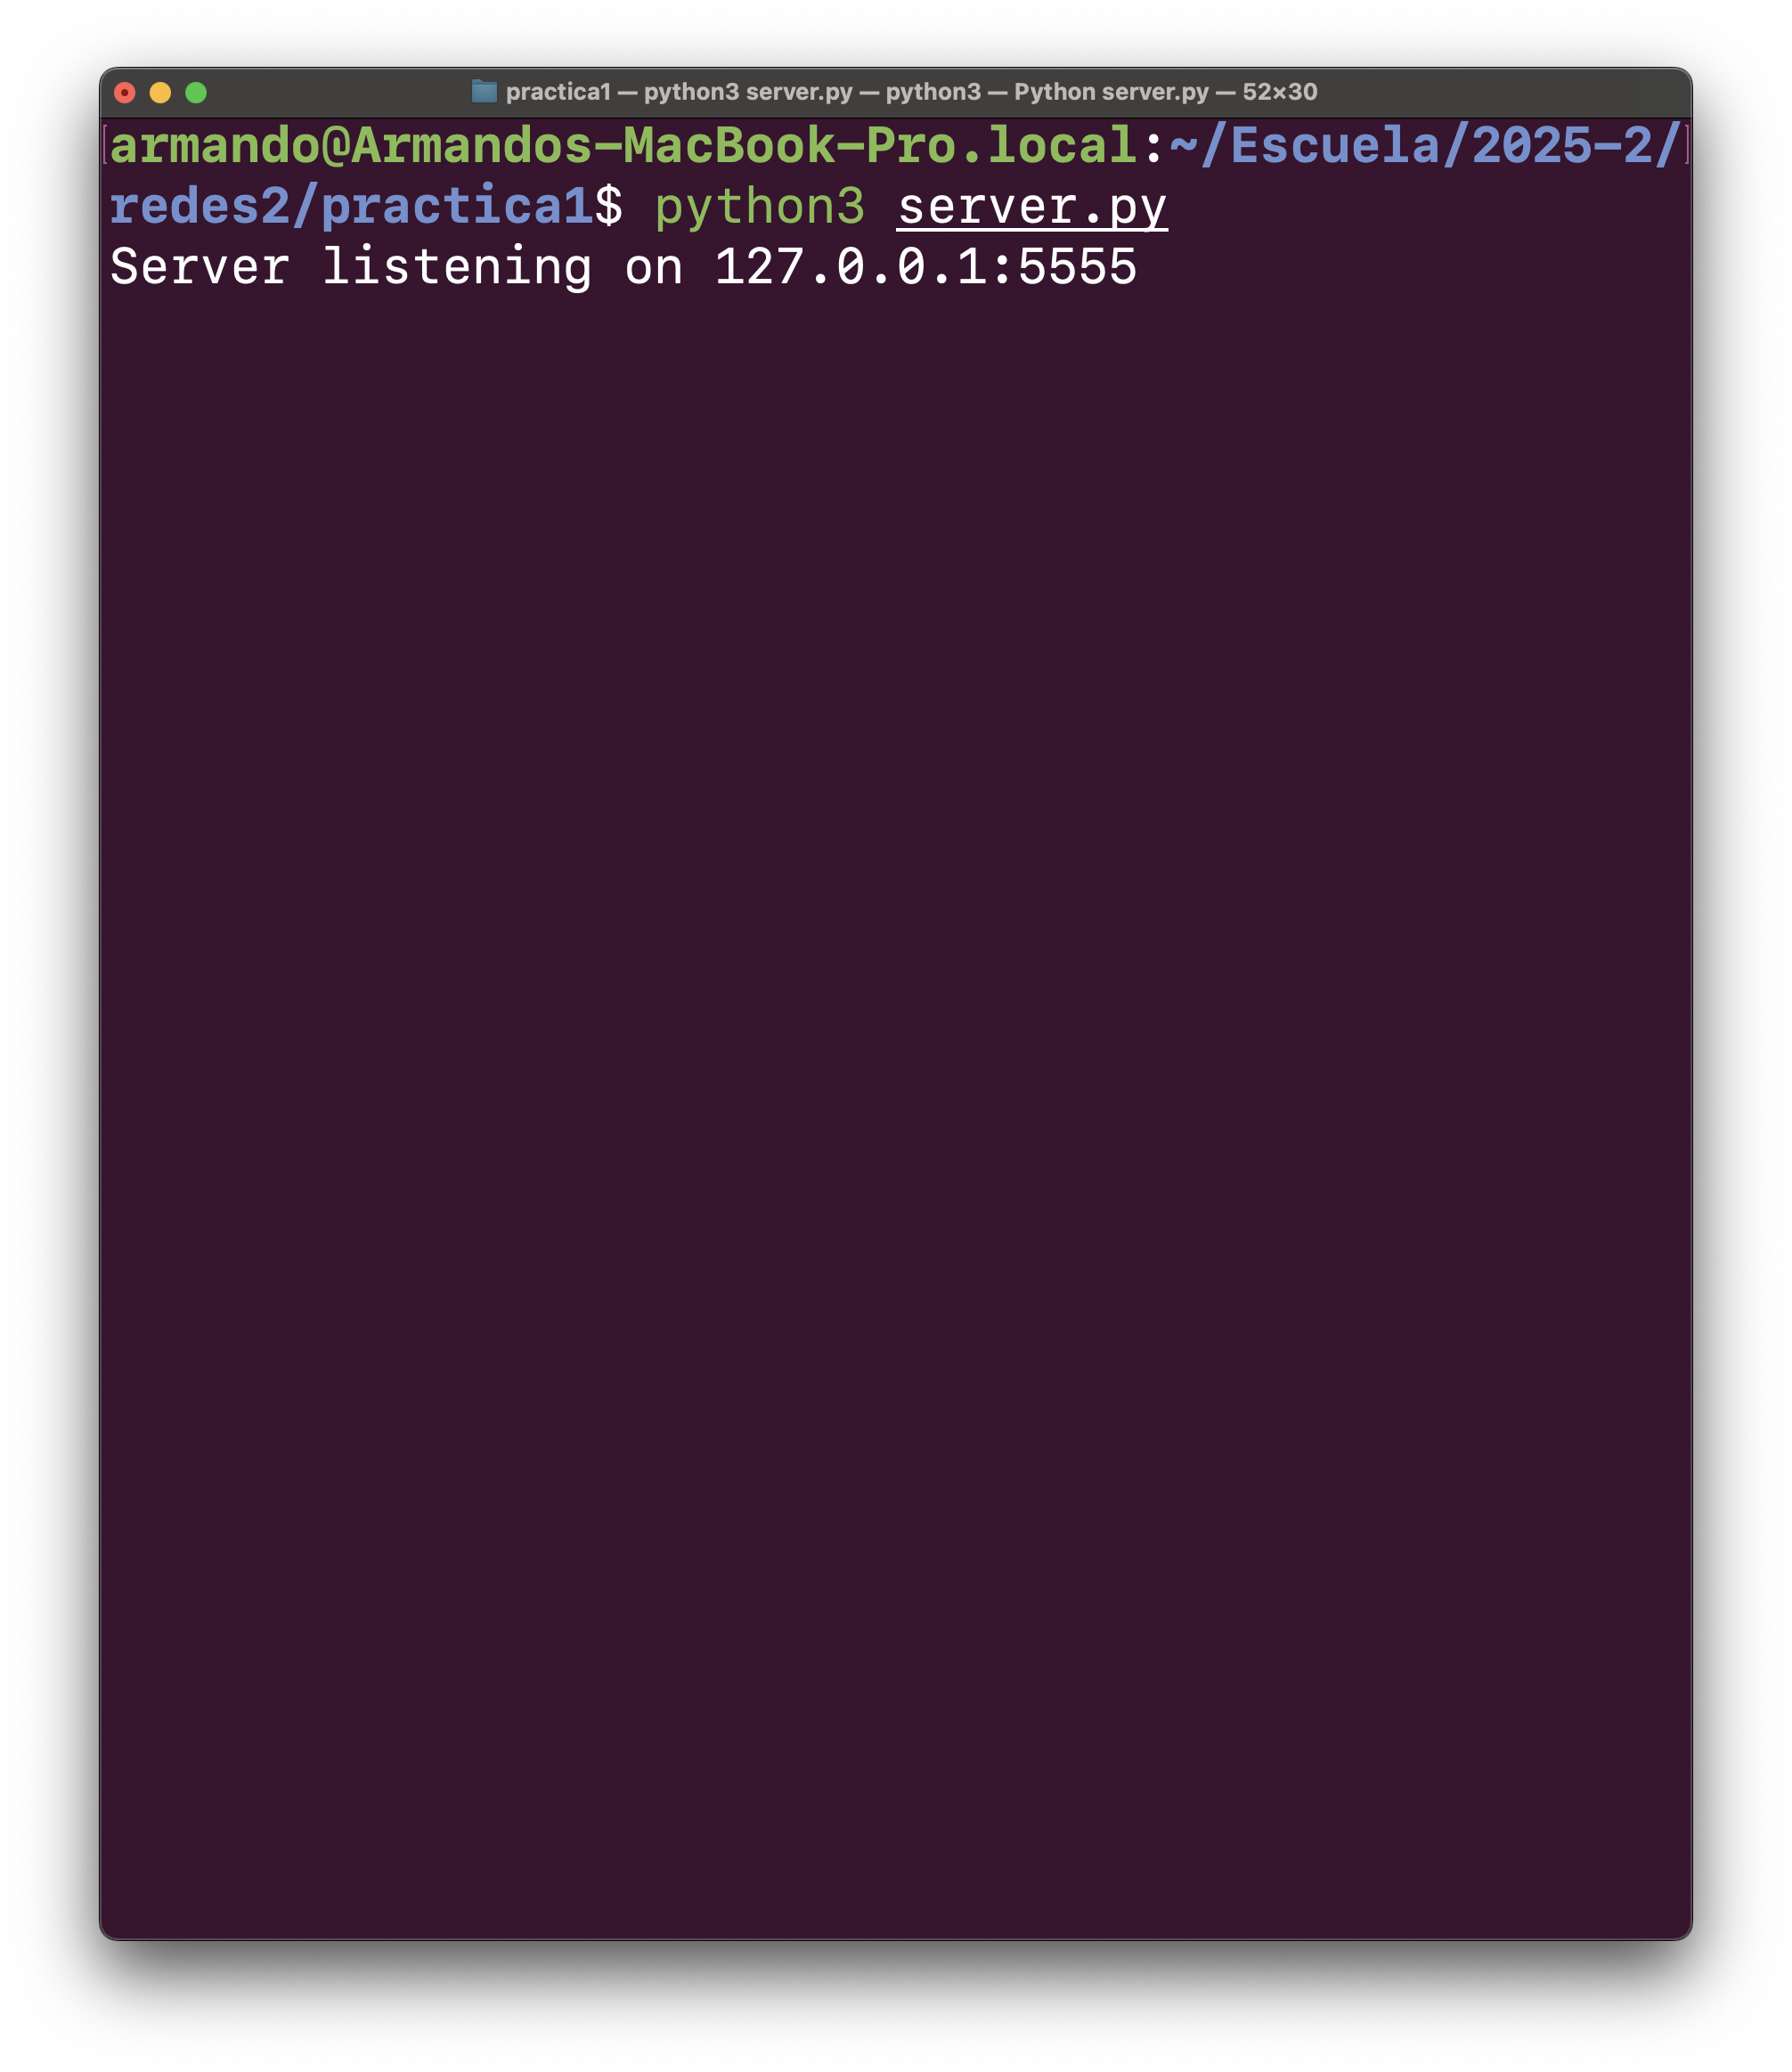 practica1 — python3 server.py — python3 — Python server.py — 52×30
armando@Armandos-MacBook-Pro.local:~/Escuela/2025-2/
redes2/practica1$ python3 server.py
Server listening on 127.0.0.1:5555